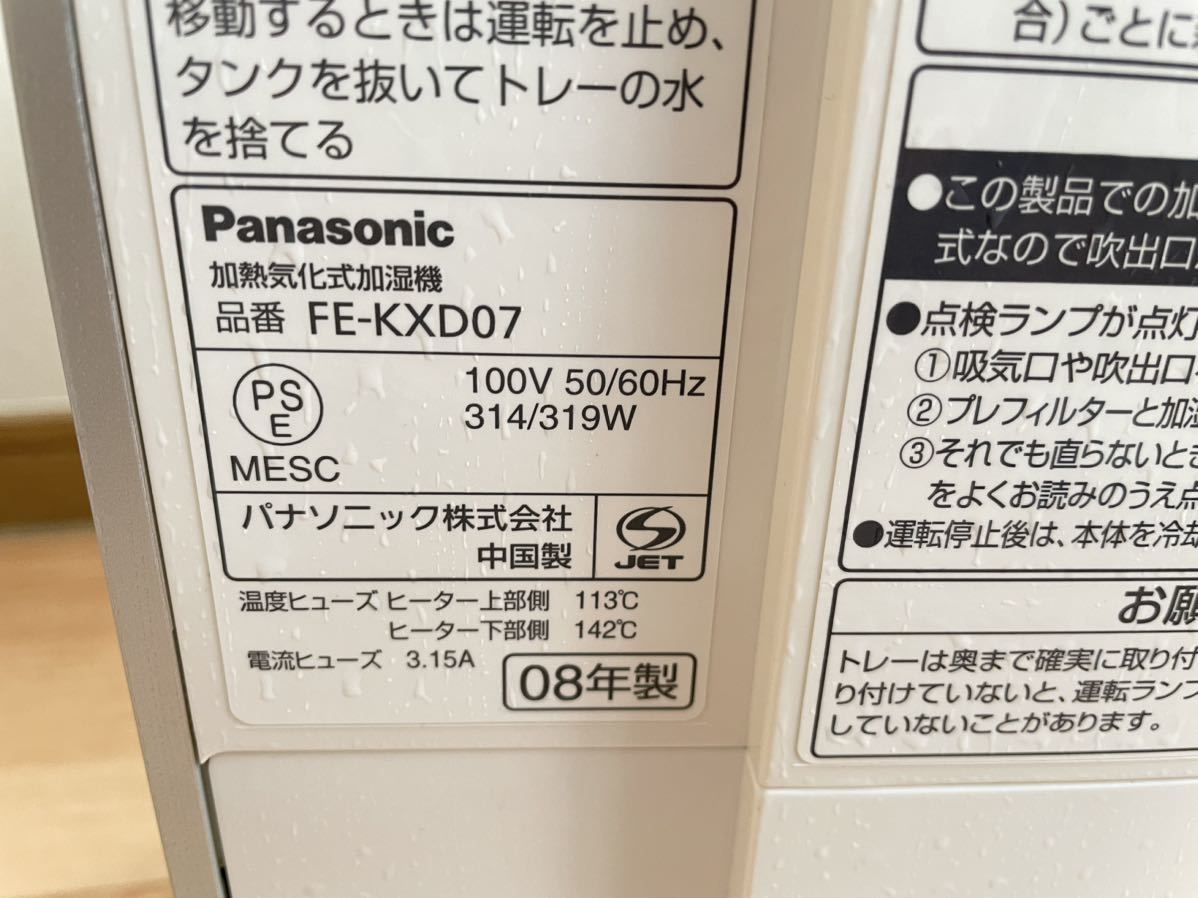 移動するときは運転を止め、
タンクを抜いてトレーの水
を捨てる
Panasonic
加熱気化式加湿機
品番 FE-KXD07
PSE
100V 50/60Hz
314/319W
MESC
パナソニック株式会社
中国製
JET
温度ヒューズ ヒーター上部側 113℃
ヒーター下部側 142℃
電流ヒューズ 3.15A
08年製
合)ごとに
●この製品での加
式なので吹出口
●点検ランプが点灯
①吸気口や吹出口
②プレフィルターと加湿
③それでも直らないとき
をよくお読みのうえ点
●運転停止後は、本体を冷却
お願
トレーは奥まで確実に取り付
り付けていないと、運転ランプ
していないことがあります。